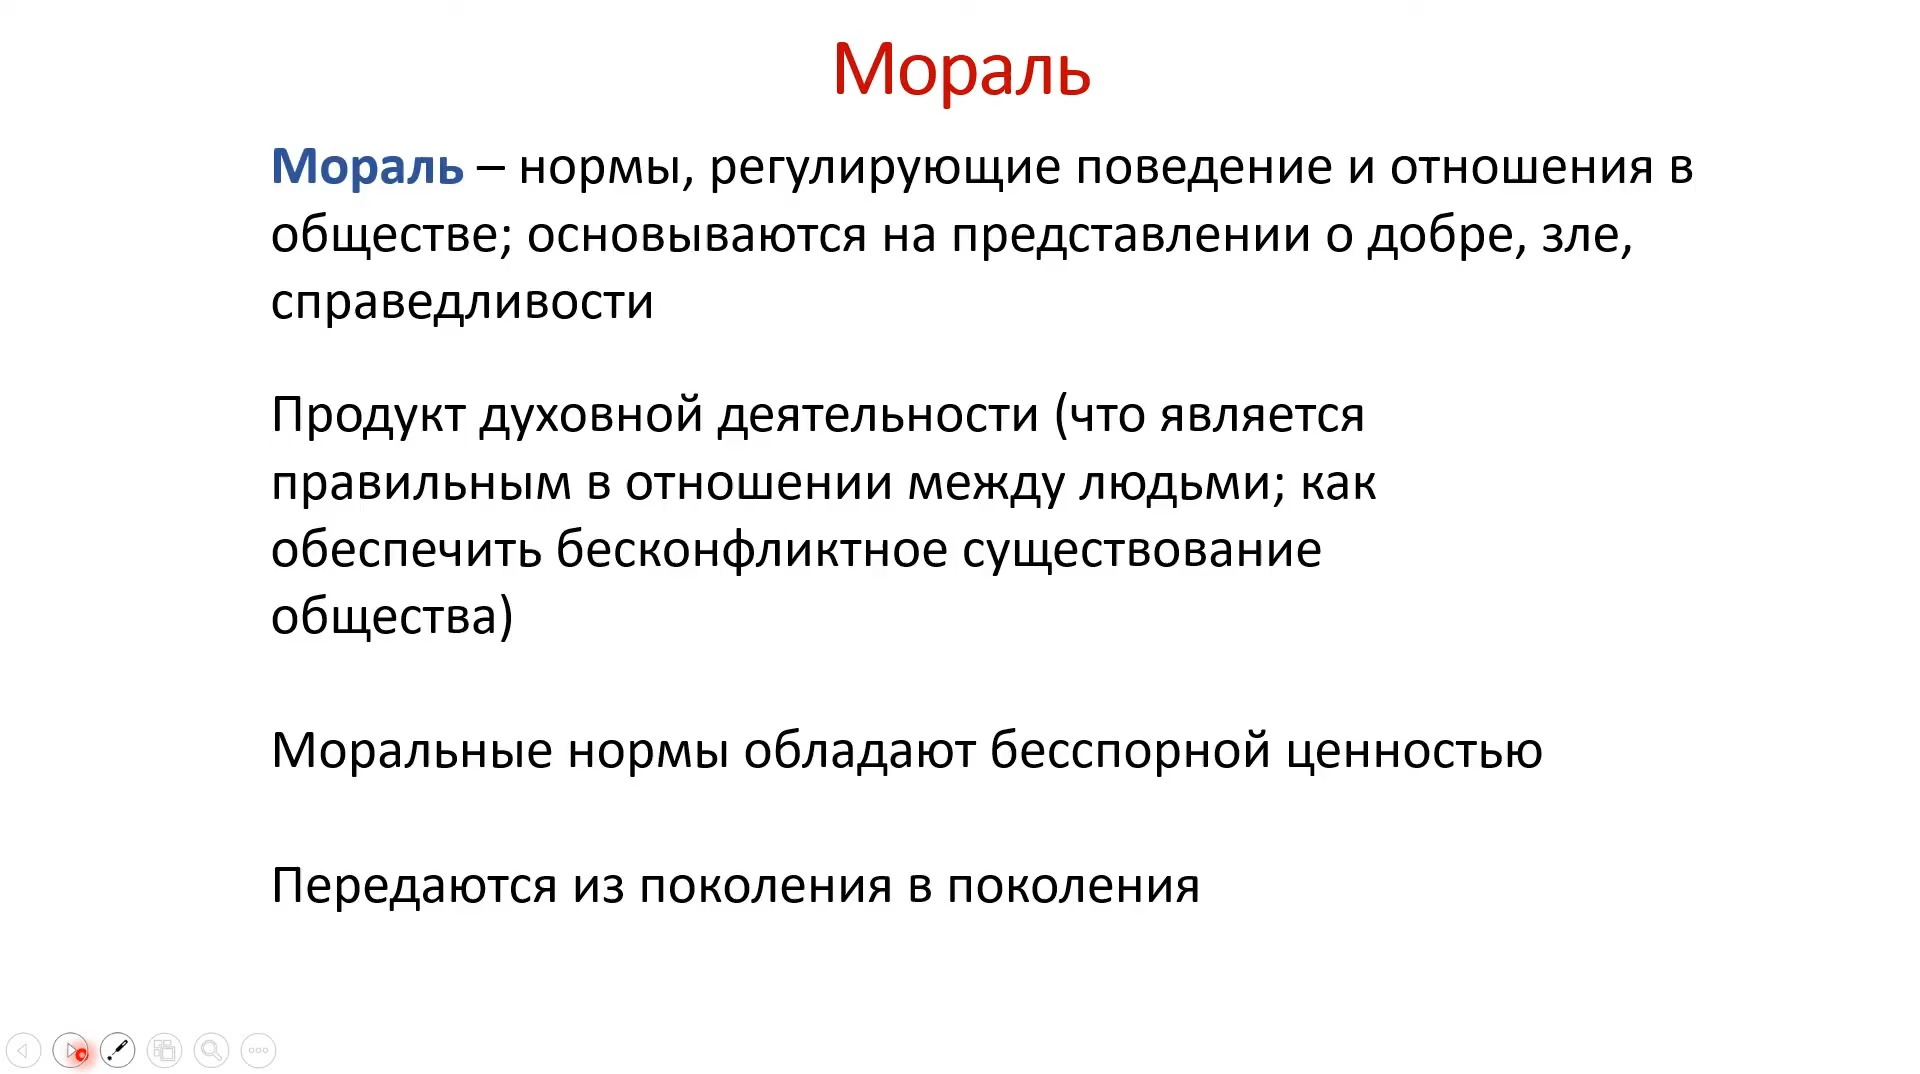 Мораль
Мораль – нормы, регулирующие поведение и отношения в
обществе; основываются на представлении о добре, зле,
справедливости
Продукт духовной деятельности (что является
правильным в отношении между людьми; как
обеспечить бесконфликтное существование
общества)
Моральные нормы обладают бесспорной ценностью
Передаются из поколения в поколения